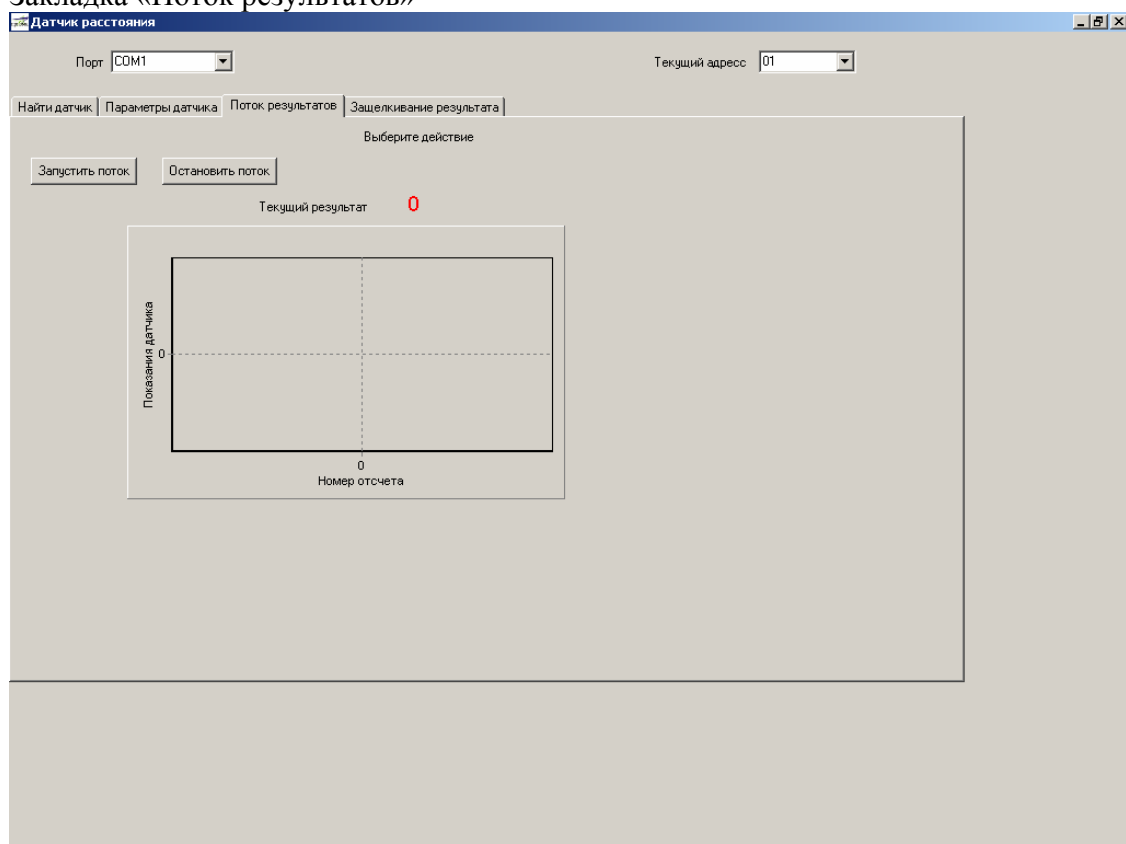 Закладка «Поток результатов»
Датчик расстояния
Порт COM1 Текущий адресс 01
Найти датчик Параметры датчика Поток результатов Защелкивание результата
Выберите действие
Запустить поток Остановить поток
Текущий результат 0
Показания датчика
0
0
Номер отсчета